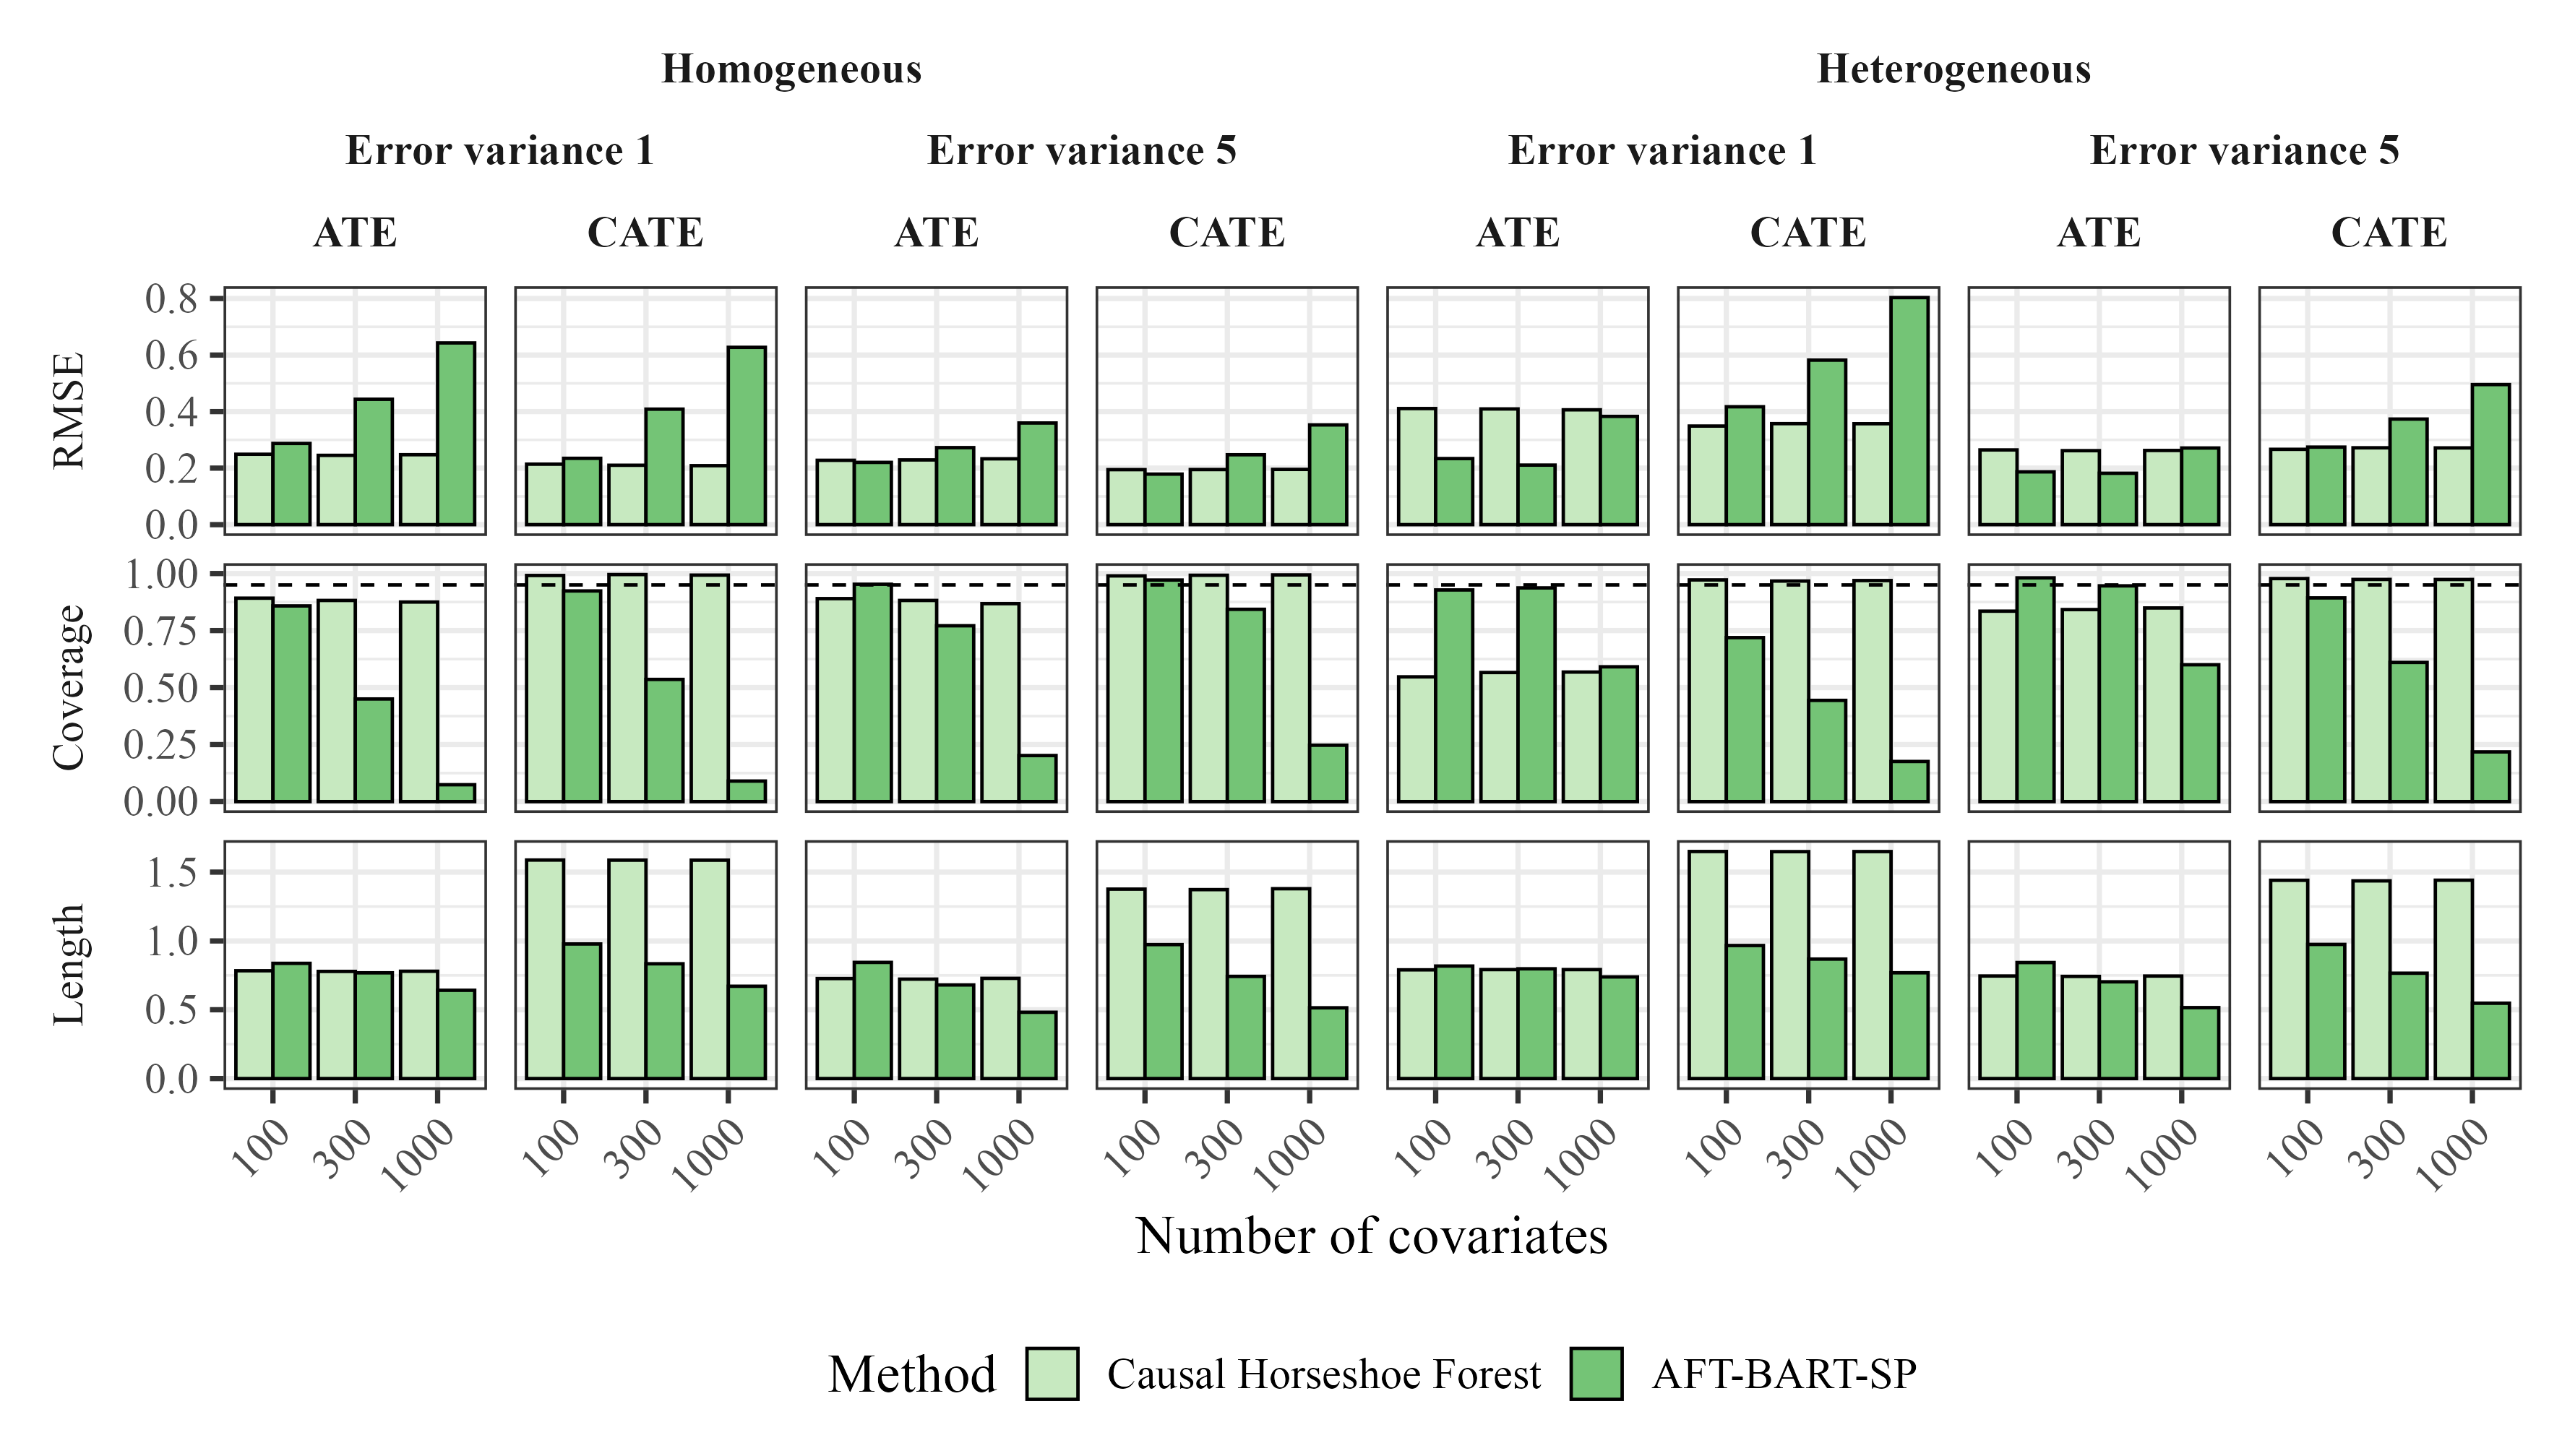 Homogeneous Heterogeneous
Error variance 1 Error variance 5 Error variance 1 Error variance 5
ATE CATE ATE CATE ATE CATE ATE CATE
RMSE
0.8
0.6
0.4
0.2
0.0
Coverage
1.00
0.75
0.50
0.25
0.00
Length
1.5
1.0
0.5
0.0
100 300 1000 100 300 1000 100 300 1000 100 300 1000 100 300 1000 100 300 1000 100 300 1000 100 300 1000
Number of covariates
Method Causal Horseshoe Forest AFT-BART-SP